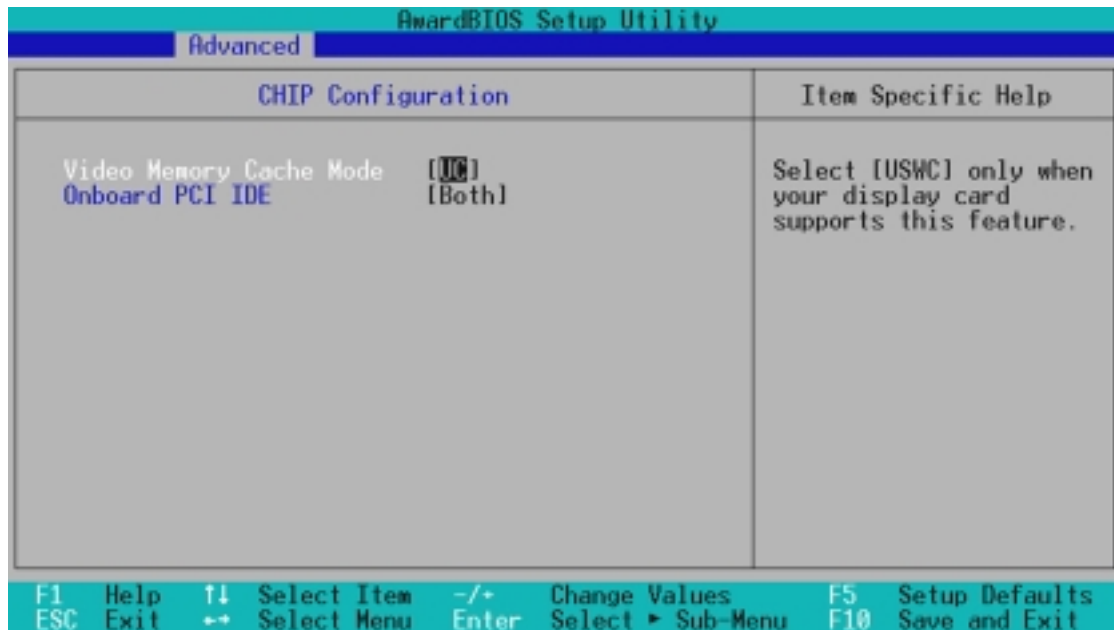 AwardBIOS Setup Utility
Advanced
CHIP Configuration
Item Specific Help
Video Memory Cache Mode [UC]
Onboard PCI IDE [Both]
Select [USWC] only when
your display card
supports this feature.
F1 Help ↑↓ Select Item -/+ Change Values F5 Setup Defaults
ESC Exit ←→ Select Menu Enter Select ► Sub-Menu F10 Save and Exit